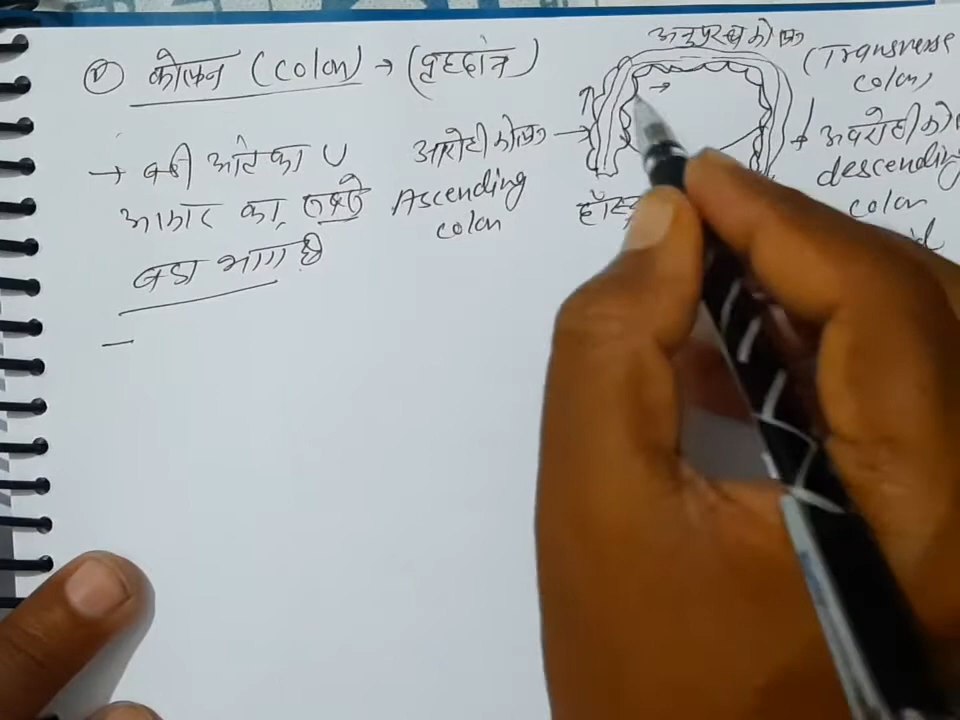 कोलन (colon) → (वृहदांत्र)
→ बडी आंत का U
आकार का, सबसे
बडा भाग है
अनुप्रस्थ कोलन
(Transverse
colon)
आरोही कोलन →
Ascending
colon
→ अवरोही को
descending
colon